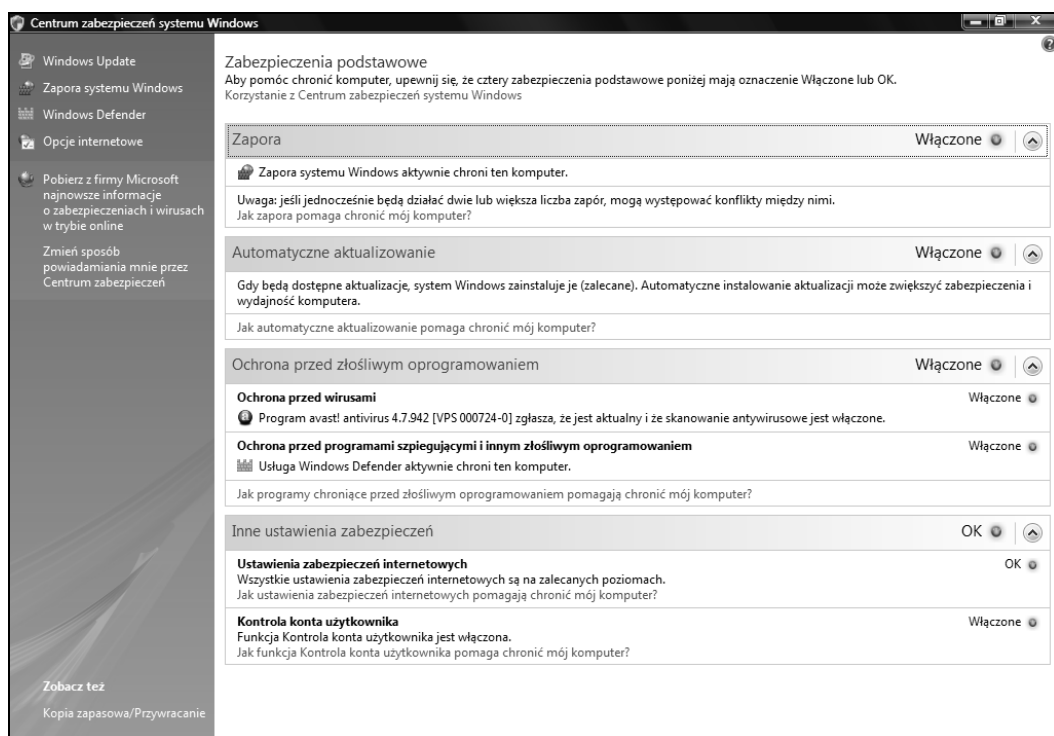 Centrum zabezpieczeń systemu Windows
Windows Update
Zapora systemu Windows
Windows Defender
Opcje internetowe
Pobierz z firmy Microsoft
najnowsze informacje
o zabezpieczeniach i wirusach
w trybie online
Zmień sposób
powiadamiania mnie przez
Centrum zabezpieczeń
Zobacz też
Kopia zapasowa/Przywracanie
Zabezpieczenia podstawowe
Aby pomóc chronić komputer, upewnij się, że cztery zabezpieczenia podstawowe poniżej mają oznaczenie Włączone lub OK.
Korzystanie z Centrum zabezpieczeń systemu Windows
Zapora Włączone
Zapora systemu Windows aktywnie chroni ten komputer.
Uwaga: jeśli jednocześnie będą działać dwie lub większa liczba zapór, mogą występować konflikty między nimi.
Jak zapora pomaga chronić mój komputer?
Automatyczne aktualizowanie Włączone
Gdy będą dostępne aktualizacje, system Windows zainstaluje je (zalecane). Automatyczne instalowanie aktualizacji może zwiększyć zabezpieczenia i
wydajność komputera.
Jak automatyczne aktualizowanie pomaga chronić mój komputer?
Ochrona przed złośliwym oprogramowaniem Włączone
Ochrona przed wirusami Włączone
Program avast! antivirus 4.7.942 [VPS 000724-0] zgłasza, że jest aktualny i że skanowanie antywirusowe jest włączone.
Ochrona przed programami szpiegującymi i innym złośliwym oprogramowaniem Włączone
Usługa Windows Defender aktywnie chroni ten komputer.
Jak programy chroniące przed złośliwym oprogramowaniem pomagają chronić mój komputer?
Inne ustawienia zabezpieczeń OK
Ustawienia zabezpieczeń internetowych OK
Wszystkie ustawienia zabezpieczeń internetowych są na zalecanych poziomach.
Jak ustawienia zabezpieczeń internetowych pomagają chronić mój komputer?
Kontrola konta użytkownika Włączone
Funkcja Kontrola konta użytkownika jest włączona.
Jak funkcja Kontrola konta użytkownika pomaga chronić mój komputer?